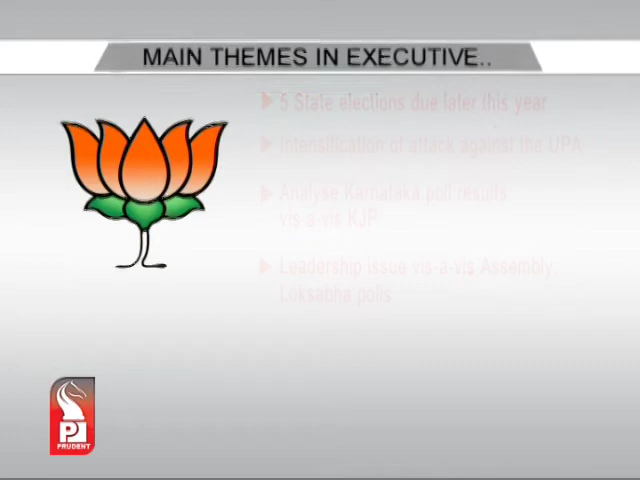 MAIN THEMES IN EXECUTIVE..
5 State elections due later this year
Intensification of attack against the UPA
Analyse Karnataka poll results
vis-a-vis KJP
Leadership issue vis-a-vis Assembly,
Loksabha polls
P
PRUDENT